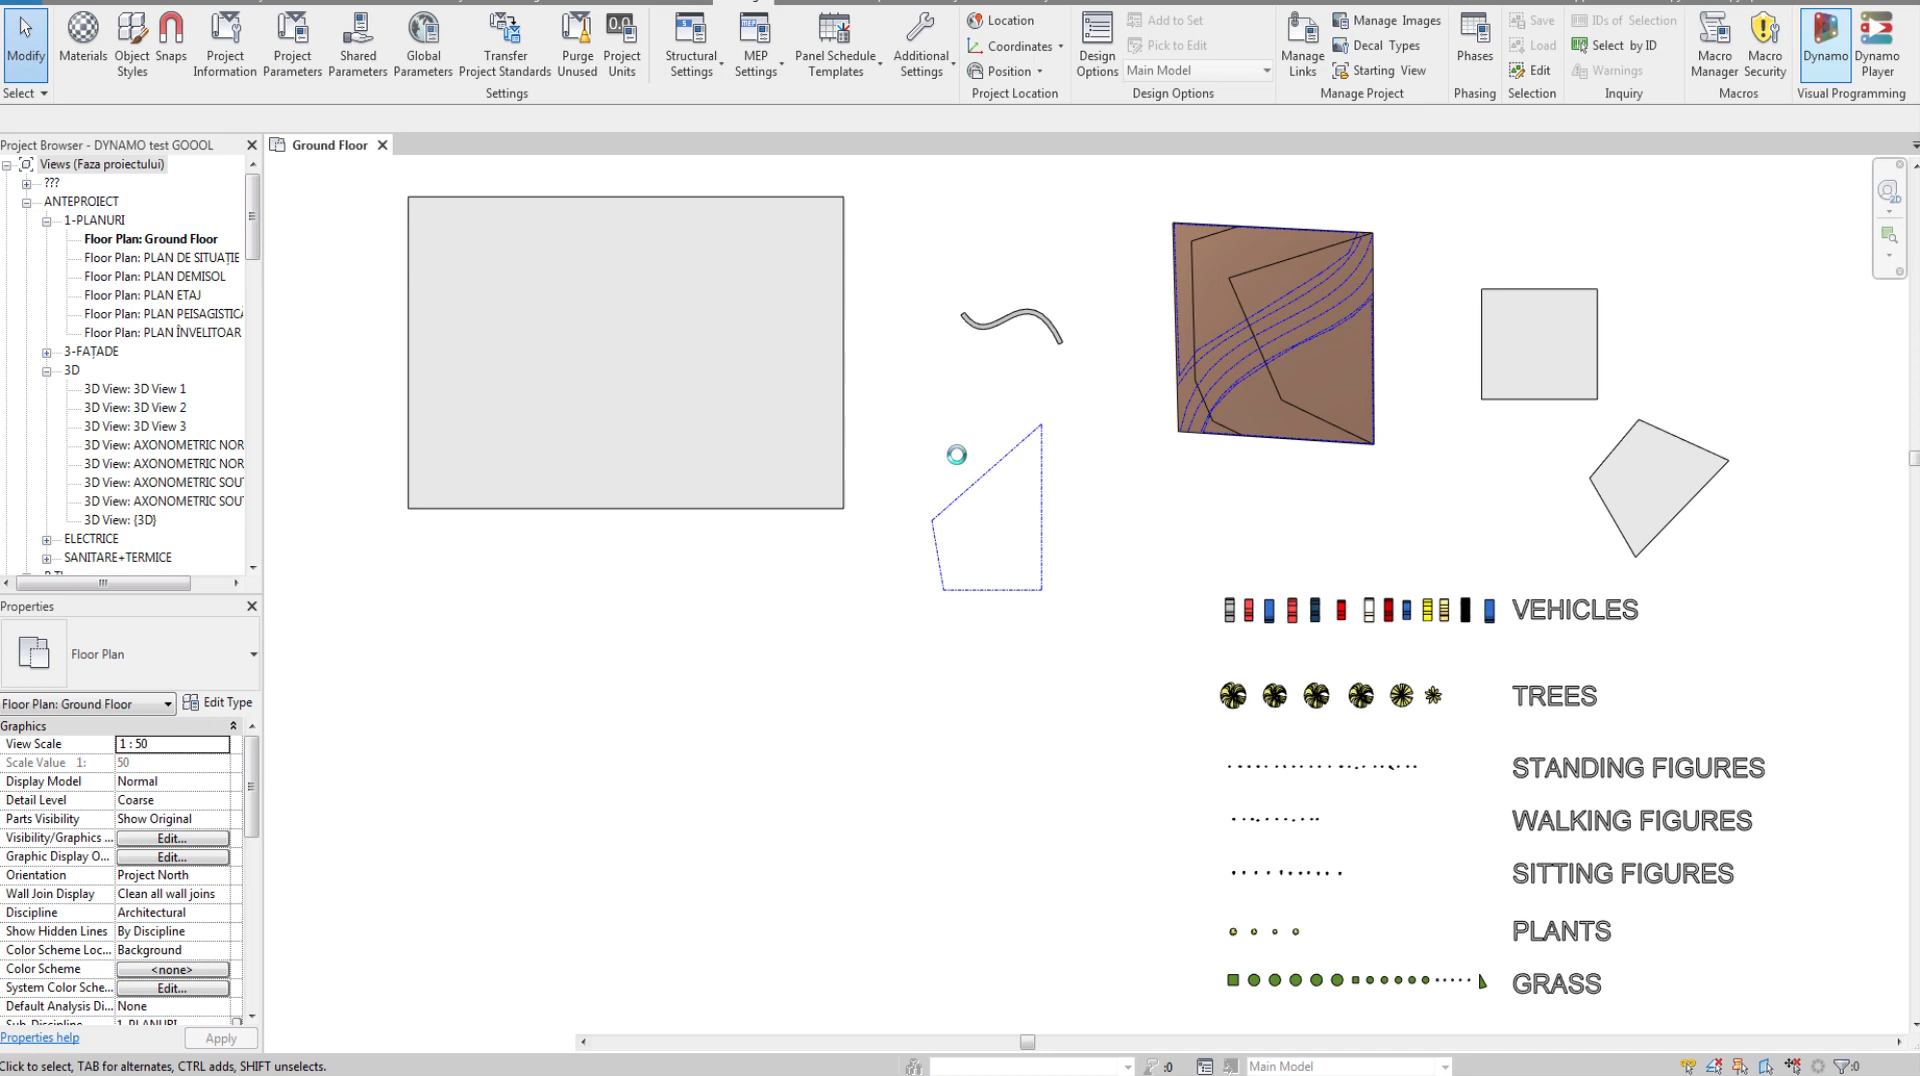 Modify
Materials
Object
Styles
Snaps
Project
Information
Project
Parameters
Shared
Parameters
Global
Parameters
Transfer
Project Standards
Purge
Unused
Project
Units
Structural
Settings
MEP
Settings
Panel Schedule
Templates
Additional
Settings
Location
Coordinates
Position
Design
Options
Add to Set
Pick to Edit
Main Model
Manage
Links
Manage Images
Decal Types
Starting View
Phases
Save
Load
Edit
IDs of Selection
Select by ID
Warnings
Macro
Manager
Macro
Security
Dynamo
Dynamo
Player
Select
Settings
Project Location
Design Options
Manage Project
Phasing
Selection
Inquiry
Macros
Visual Programming
Project Browser - DYNAMO test GOOOL
Ground Floor
Views (Faza proiectului)
???
ANTEPROIECT
1-PLANURI
Floor Plan: Ground Floor
Floor Plan: PLAN DE SITUAȚIE
Floor Plan: PLAN DEMISOL
Floor Plan: PLAN ETAJ
Floor Plan: PLAN PEISAGISTICĂ
Floor Plan: PLAN ÎNVELITOAR
3-FAȚADE
3D
3D View: 3D View 1
3D View: 3D View 2
3D View: 3D View 3
3D View: AXONOMETRIC NOR
3D View: AXONOMETRIC NOR
3D View: AXONOMETRIC SOU
3D View: AXONOMETRIC SOU
3D View: {3D}
ELECTRICE
SANITARE+TERMICE
Properties
Floor Plan
Floor Plan: Ground Floor
Edit Type
Graphics
View Scale 1 : 50
Scale Value 1: 50
Display Model Normal
Detail Level Coarse
Parts Visibility Show Original
Visibility/Graphics ... Edit...
Graphic Display O... Edit...
Orientation Project North
Wall Join Display Clean all wall joins
Discipline Architectural
Show Hidden Lines By Discipline
Color Scheme Loc... Background
Color Scheme <none>
System Color Sche... Edit...
Default Analysis Di... None
Sub-Discipline 1-PLANURI
Properties help
Apply
VEHICLES
TREES
STANDING FIGURES
WALKING FIGURES
SITTING FIGURES
PLANTS
GRASS
Click to select, TAB for alternates, CTRL adds, SHIFT unselects.
:0
Main Model
:0